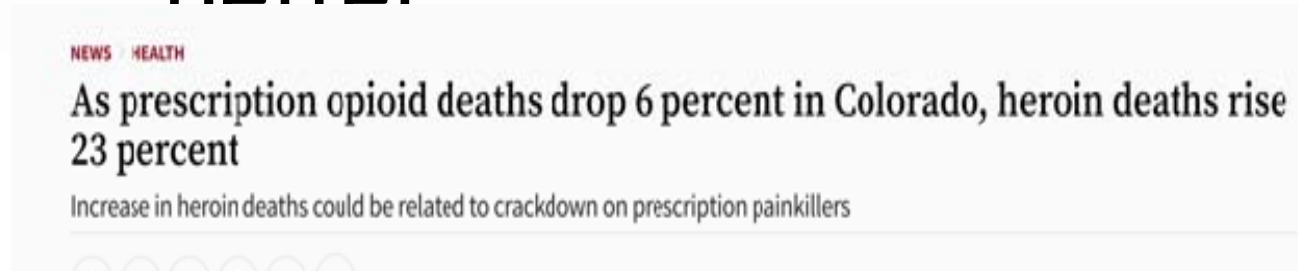 NEWS HEALTH
As prescription opioid deaths drop 6 percent in Colorado, heroin deaths rise
23 percent
Increase in heroin deaths could be related to crackdown on prescription painkillers